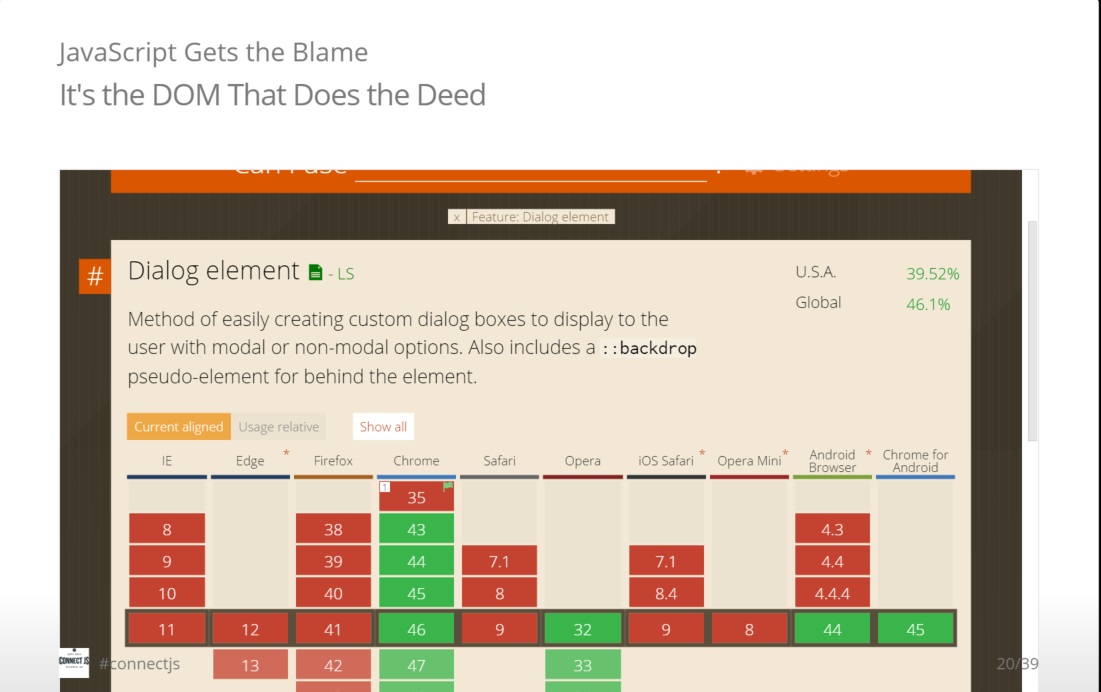 JavaScript Gets the Blame
It's the DOM That Does the Deed
Can I use ?
Settings
x Feature: Dialog element
# Dialog element - LS
U.S.A. 39.52%
Global 46.1%
Method of easily creating custom dialog boxes to display to the
user with modal or non-modal options. Also includes a ::backdrop
pseudo-element for behind the element.
Current aligned Usage relative Show all
IE Edge * Firefox Chrome Safari Opera iOS Safari * Opera Mini * Android Browser * Chrome for Android
1 35
8 38 43 4.3
9 39 44 7.1 7.1 4.4
10 40 45 8 8.4 4.4.4
11 12 41 46 9 32 9 8 44 45
13 42 47 33
CONNECT JS
#connectjs
20/39